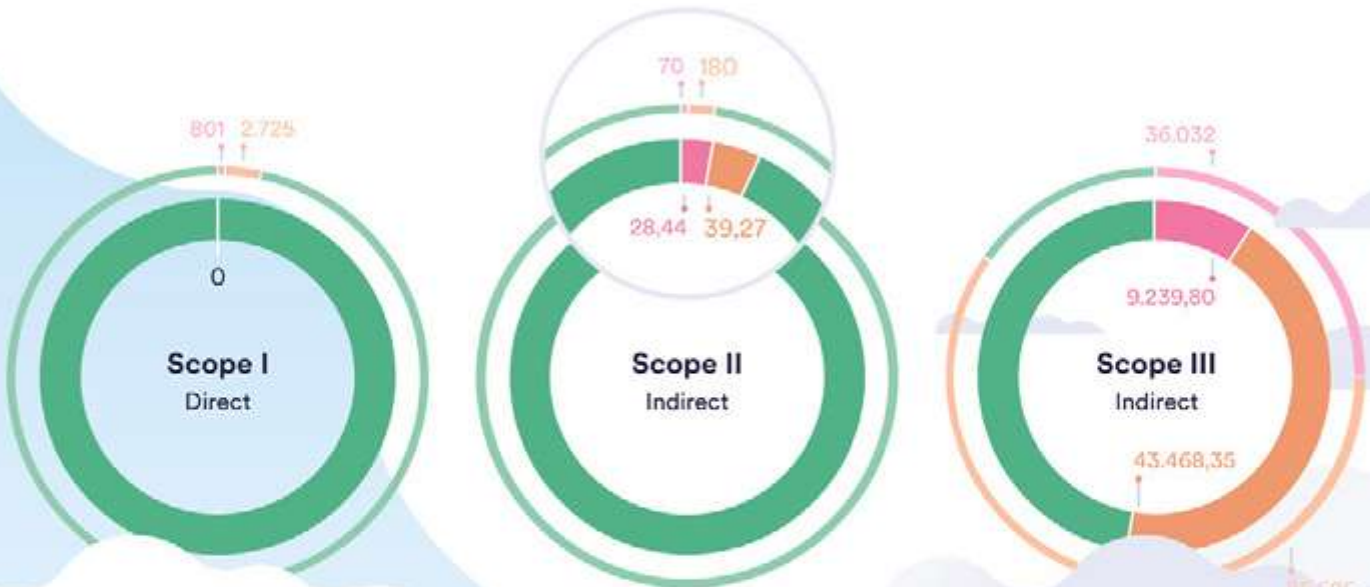 70 180
801 2.725
36.032
28,44 39,27
0
9.239,80
Scope I
Direct
Scope II
Indirect
Scope III
Indirect
43.468,35